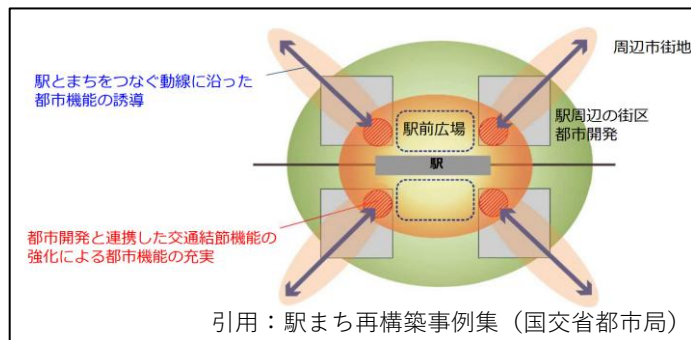 周辺市街地
駅とまちをつなぐ動線に沿った
都市機能の誘導
駅前広場
駅周辺の街区
都市開発
駅
都市開発と連携した交通結節機能の
強化による都市機能の充実
引用：駅まち再構築事例集（国交省都市局）